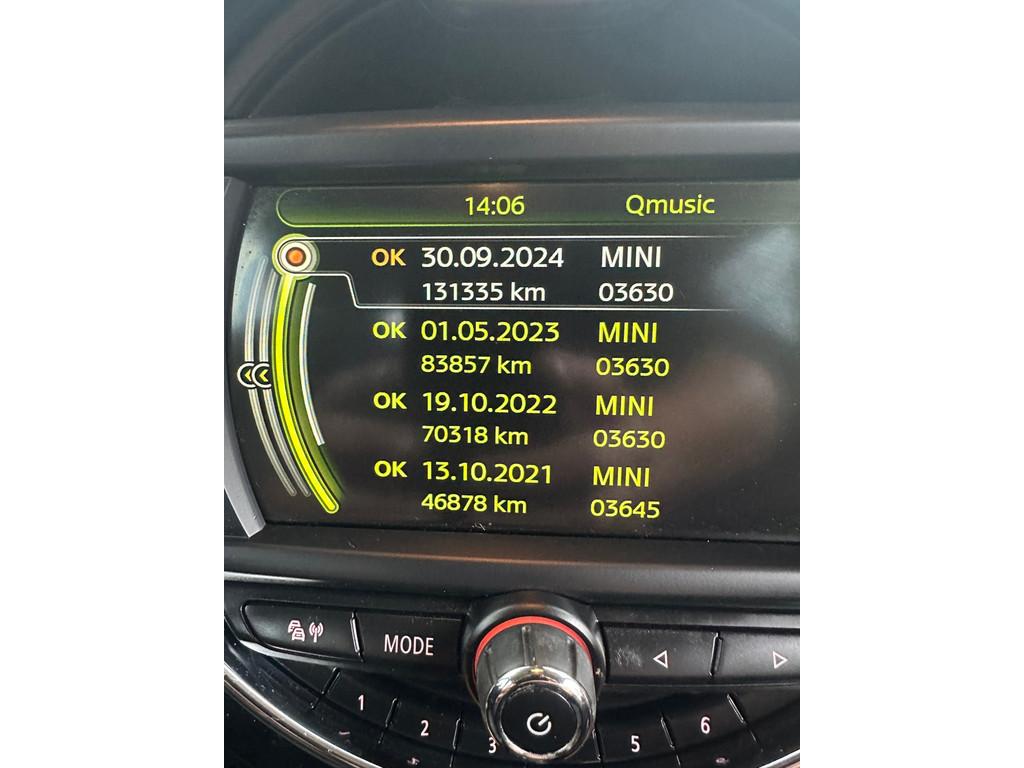 14:06 Qmusic
OK 30.09.2024 MINI
131335 km 03630
OK 01.05.2023 MINI
83857 km 03630
OK 19.10.2022 MINI
70318 km 03630
OK 13.10.2021 MINI
46878 km 03645
MODE
1 2 3 5 6